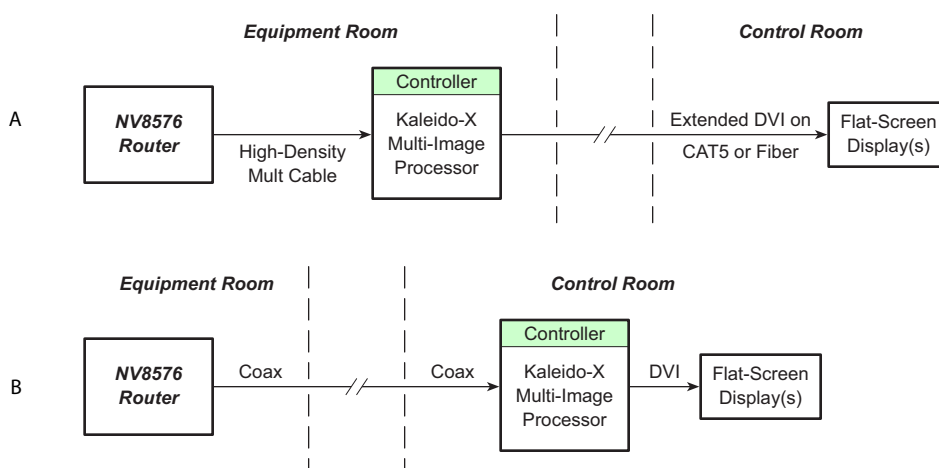 Equipment Room
Control Room
A
NV8576
Router
High-Density
Mult Cable
Controller
Kaleido-X
Multi-Image
Processor
Extended DVI on
CAT5 or Fiber
Flat-Screen
Display(s)
Equipment Room
Control Room
B
NV8576
Router
Coax
Coax
Controller
Kaleido-X
Multi-Image
Processor
DVI
Flat-Screen
Display(s)